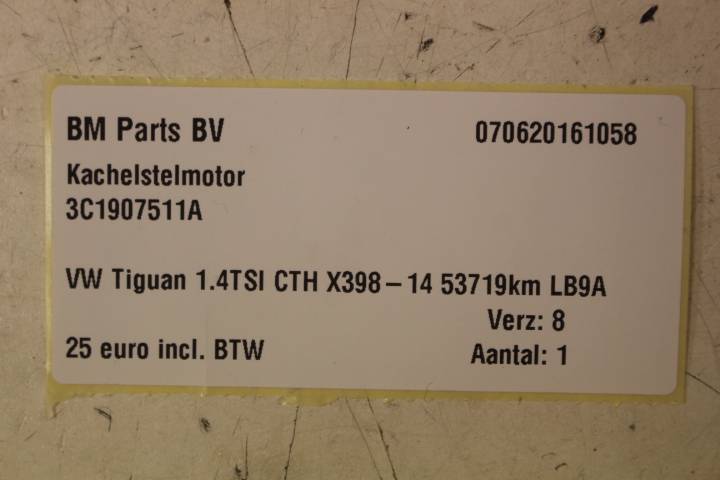 BM Parts BV 070620161058
Kachelstelmotor
3C1907511A
VW Tiguan 1.4TSI CTH X398-14 53719km LB9A
Verz: 8
25 euro incl. BTW Aantal: 1